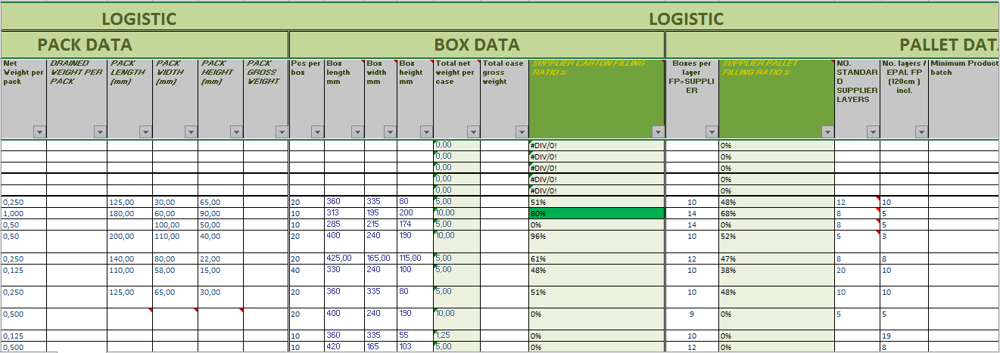 LOGISTIC LOGISTIC
PACK DATA BOX DATA PALLET DAT
Net Weight per pack DRAINED WEIGHT PER PACK PACK LENGTH (mm) PACK WIDTH (mm) PACK HEIGHT (mm) PACK GROSS WEIGHT Pcs per box Box length mm Box width mm Box height mm Total net weight per case Total case gross weight SUPPLIER CARTON FILLING RATIO % Boxes per layer FP=SUPPLIER SUPPLIER PALLET FILLING RATIO % NO. STANDARD SUPPLIER LAYERS No. layers / EPAL FP (120cm ) incl. Minimum Product batch
0,00 #DIV/0! 0%
0,00 #DIV/0! 0%
0,00 #DIV/0! 0%
0,00 #DIV/0! 0%
0,00 #DIV/0! 0%
0,250 125,00 30,00 65,00 20 360 335 80 5,00 51% 10 48% 12 10
1,000 180,00 60,00 90,00 10 313 195 200 10,00 80% 14 68% 8 5
0,50 100,00 50,00 10 285 215 174 5,00 0% 14 0% 8 5
0,50 200,00 110,00 40,00 20 400 240 190 10,00 96% 10 52% 5 3
0,250 140,00 80,00 22,00 20 425,00 165,00 115,00 5,00 61% 12 47% 8 8
0,125 110,00 58,00 15,00 40 330 240 100 5,00 48% 10 38% 20 10
0,250 125,00 65,00 30,00 20 360 335 80 5,00 51% 10 48% 10 10
0,500 20 400 240 190 10,00 0% 9 0% 5 5
0,125 10 360 335 55 1,25 0% 10 0% 19
0,500 10 420 165 103 5,00 0% 12 0% 8